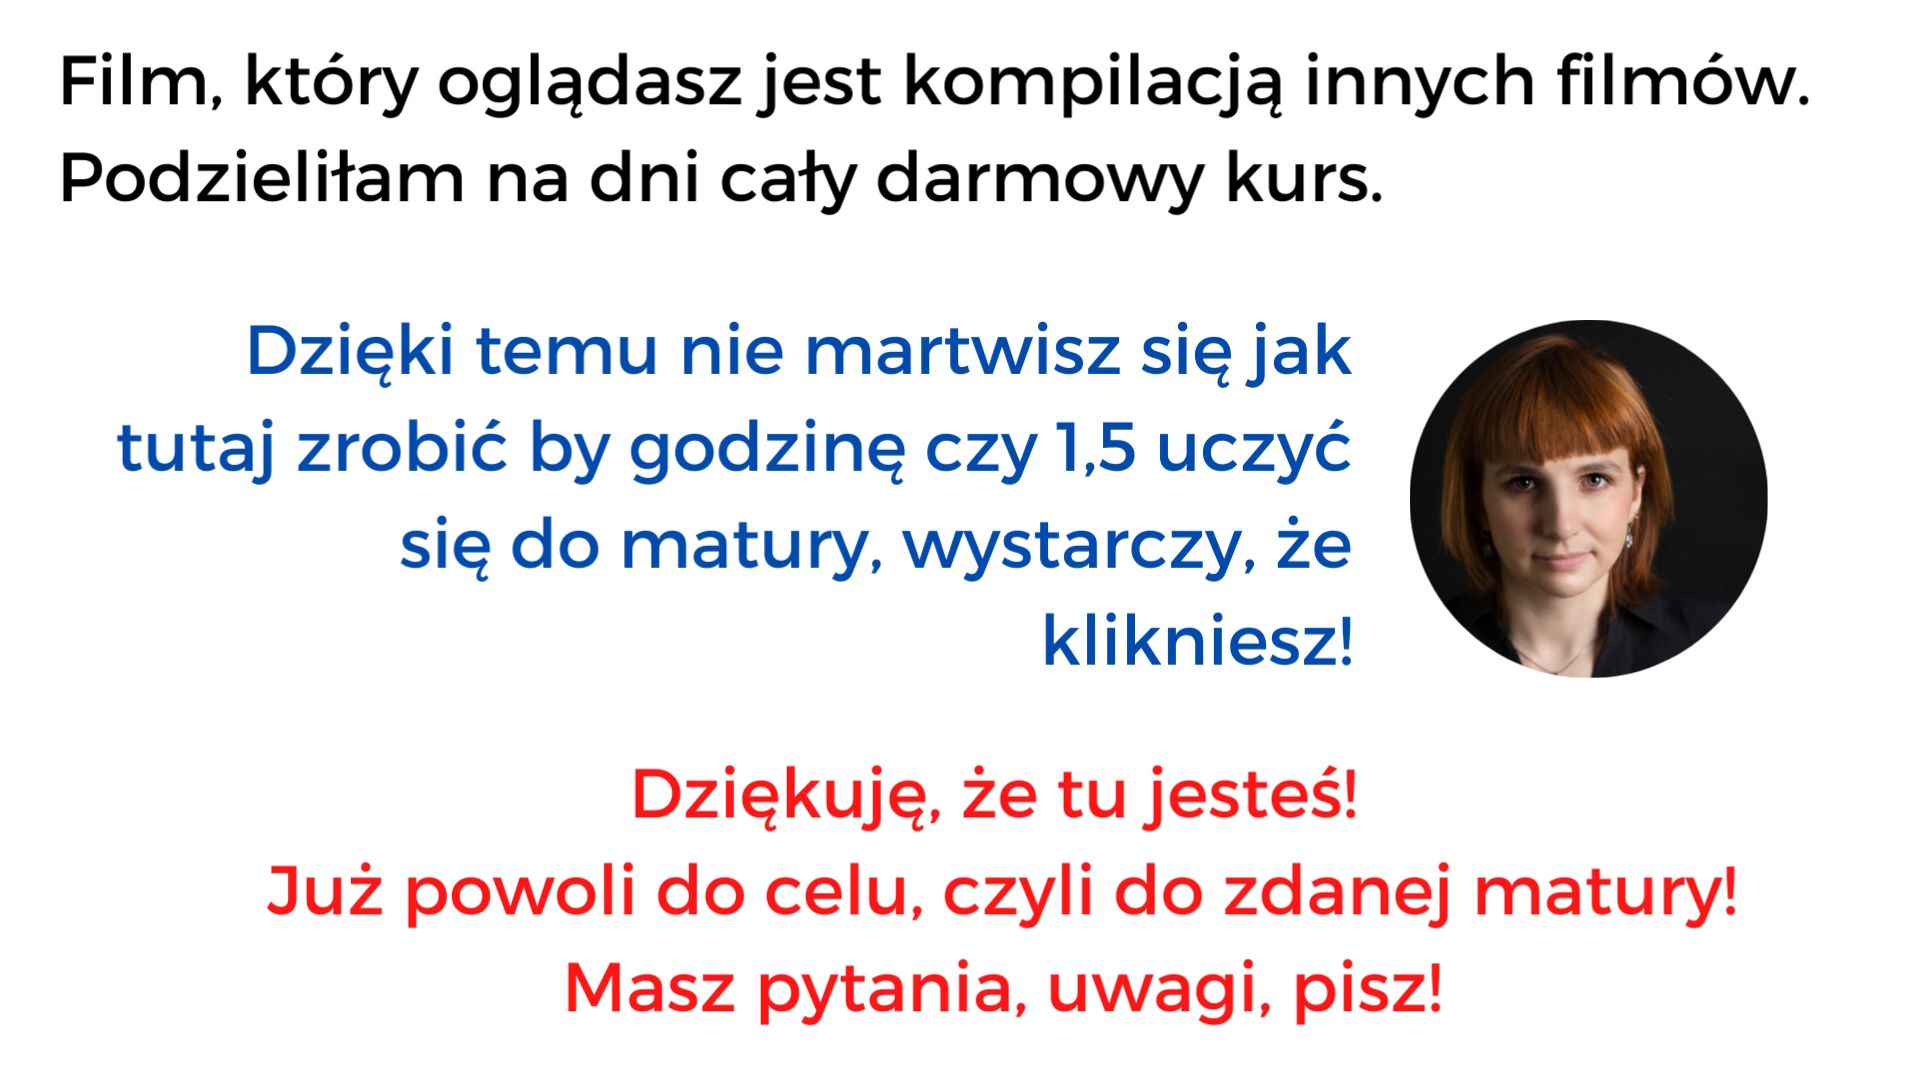 Film, który oglądasz jest kompilacją innych filmów.
Podzieliłam na dni cały darmowy kurs.
Dzięki temu nie martwisz się jak
tutaj zrobić by godzinę czy 1,5 uczyć
się do matury, wystarczy, że
klikniesz!
Dziękuję, że tu jesteś!
Już powoli do celu, czyli do zdanej matury!
Masz pytania, uwagi, pisz!